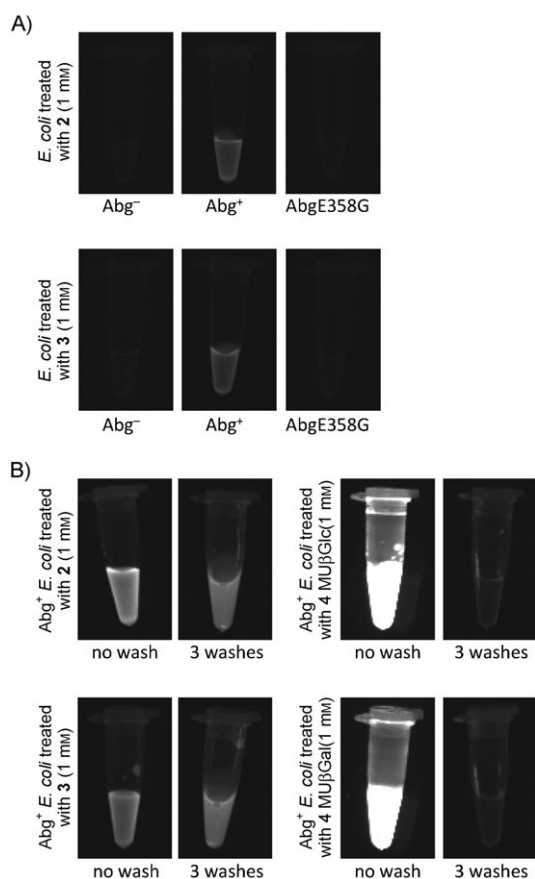 A)
E. coli treated
with 2 (1 mM)
Abg⁻
Abg⁺
AbgE358G
E. coli treated
with 3 (1 mM)
Abg⁻
Abg⁺
AbgE358G
B)
Abg⁺ E. coli treated
with 2 (1 mM)
no wash
3 washes
Abg⁺ E. coli treated
with 4 MUβGlc(1 mM)
no wash
3 washes
Abg⁺ E. coli treated
with 3 (1 mM)
no wash
3 washes
Abg⁺ E. coli treated
with 4 MUβGal(1 mM)
no wash
3 washes